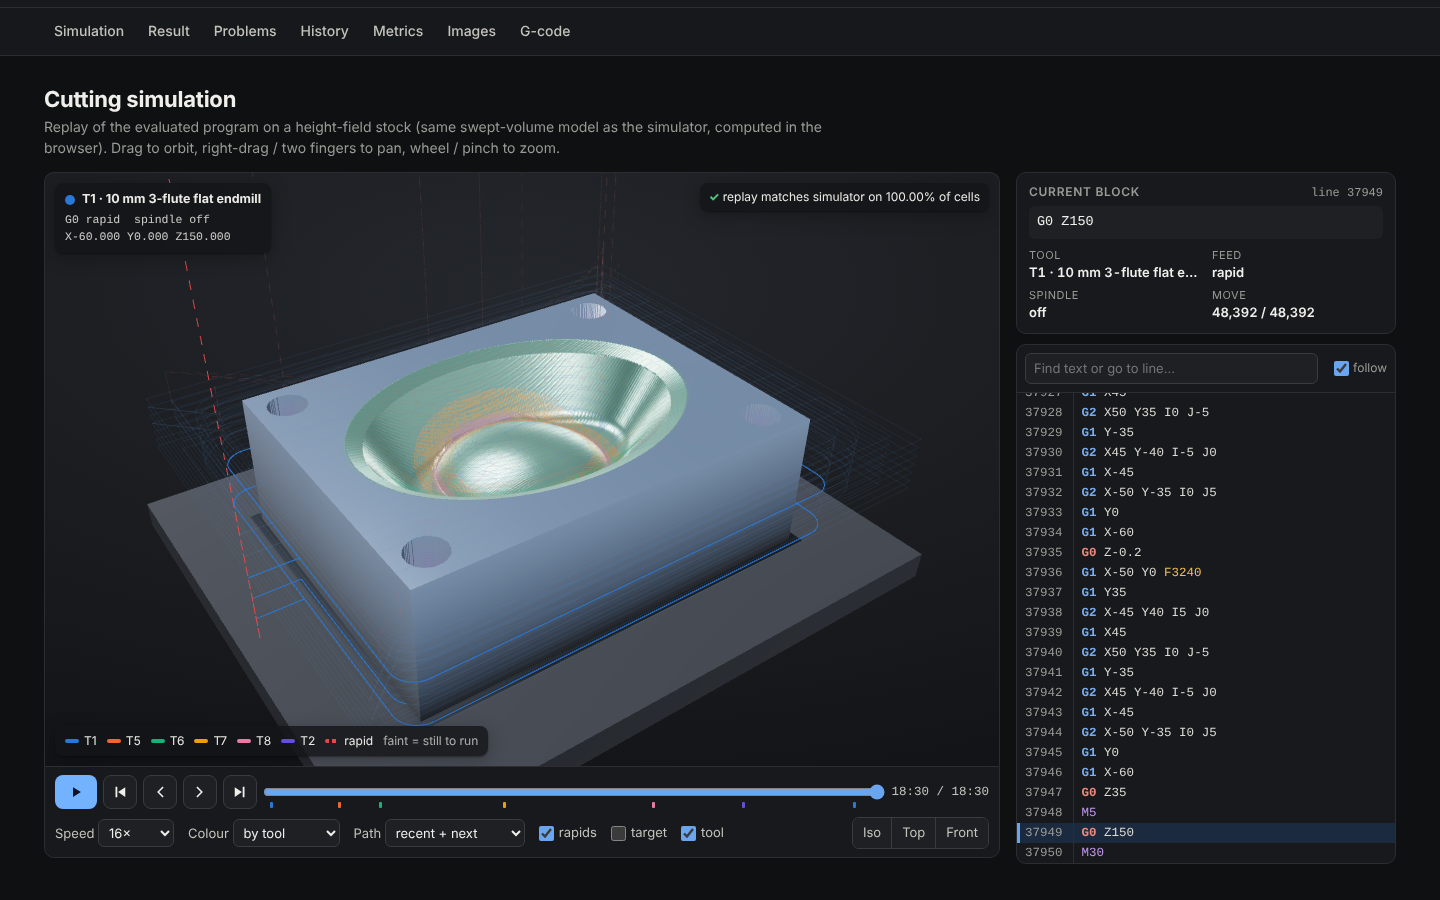 Simulation Result Problems History Metrics Images G-code
Cutting simulation
Replay of the evaluated program on a height-field stock (same swept-volume model as the simulator, computed in the
browser). Drag to orbit, right-drag / two fingers to pan, wheel / pinch to zoom.
T1 · 10 mm 3-flute flat endmill
G0 rapid spindle off
X-60.000 Y0.000 Z150.000
✓ replay matches simulator on 100.00% of cells
T1 T5 T6 T7 T8 T2 rapid faint = still to run
18:30 / 18:30
Speed 16× Colour by tool Path recent + next rapids target tool Iso Top Front
CURRENT BLOCK line 37949
G0 Z150
TOOL FEED
T1 · 10 mm 3-flute flat e... rapid
SPINDLE MOVE
off 48,392 / 48,392
Find text or go to line... follow
37927 G1 X45
37928 G2 X50 Y35 I0 J-5
37929 G1 Y-35
37930 G2 X45 Y-40 I-5 J0
37931 G1 X-45
37932 G2 X-50 Y-35 I0 J5
37933 G1 Y0
37934 G1 X-60
37935 G0 Z-0.2
37936 G1 X-50 Y0 F3240
37937 G1 Y35
37938 G2 X-45 Y40 I5 J0
37939 G1 X45
37940 G2 X50 Y35 I0 J-5
37941 G1 Y-35
37942 G2 X45 Y-40 I-5 J0
37943 G1 X-45
37944 G2 X-50 Y-35 I0 J5
37945 G1 Y0
37946 G1 X-60
37947 G0 Z35
37948 M5
37949 G0 Z150
37950 M30